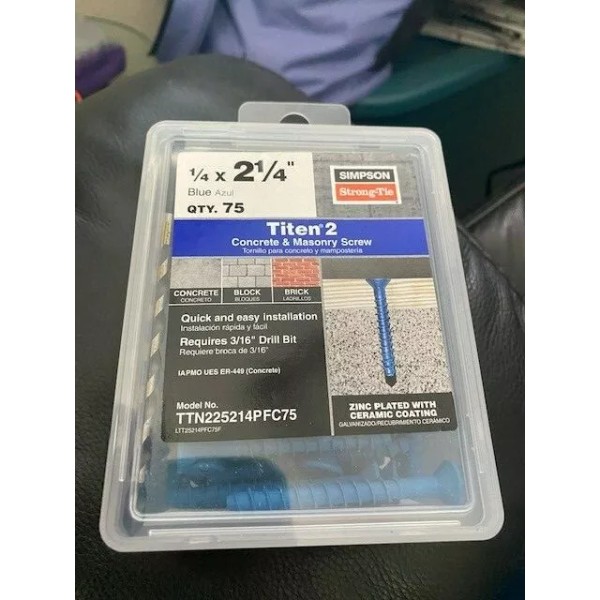 1/4 x 2 1/4"
Blue Azul
QTY. 75
SIMPSON
Strong-Tie
Titen® 2
Concrete & Masonry Screw
Tornillo para concreto y mampostería
CONCRETE
CONCRETO
BLOCK
BLOQUES
BRICK
LADRILLOS
Quick and easy installation
Instalación rápida y fácil
Requires 3/16" Drill Bit
Requiere broca de 3/16"
IAPMO UES ER-449 (Concrete)
Model No.
TTN225214PFC75
LTT25214PFC75F
ZINC PLATED WITH
CERAMIC COATING
GALVANIZADO/RECUBRIMIENTO CERÁMICO